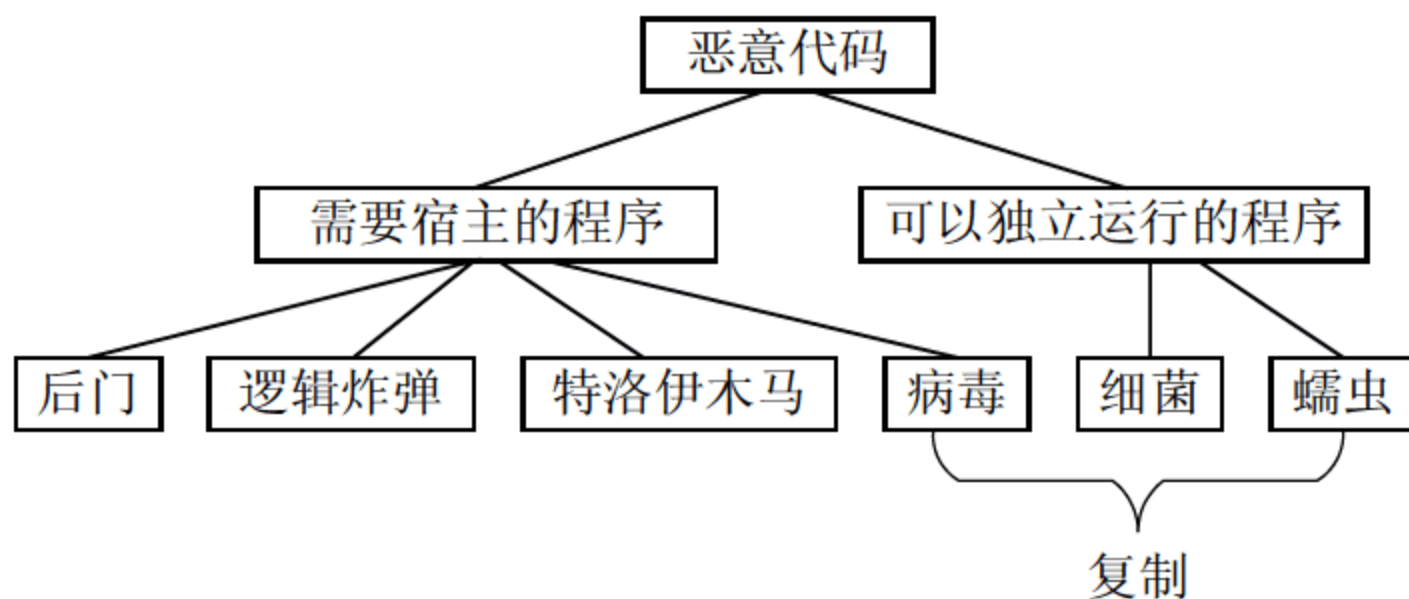 恶意代码
需要宿主的程序
可以独立运行的程序
后门
逻辑炸弹
特洛伊木马
病毒
细菌
蠕虫
复制